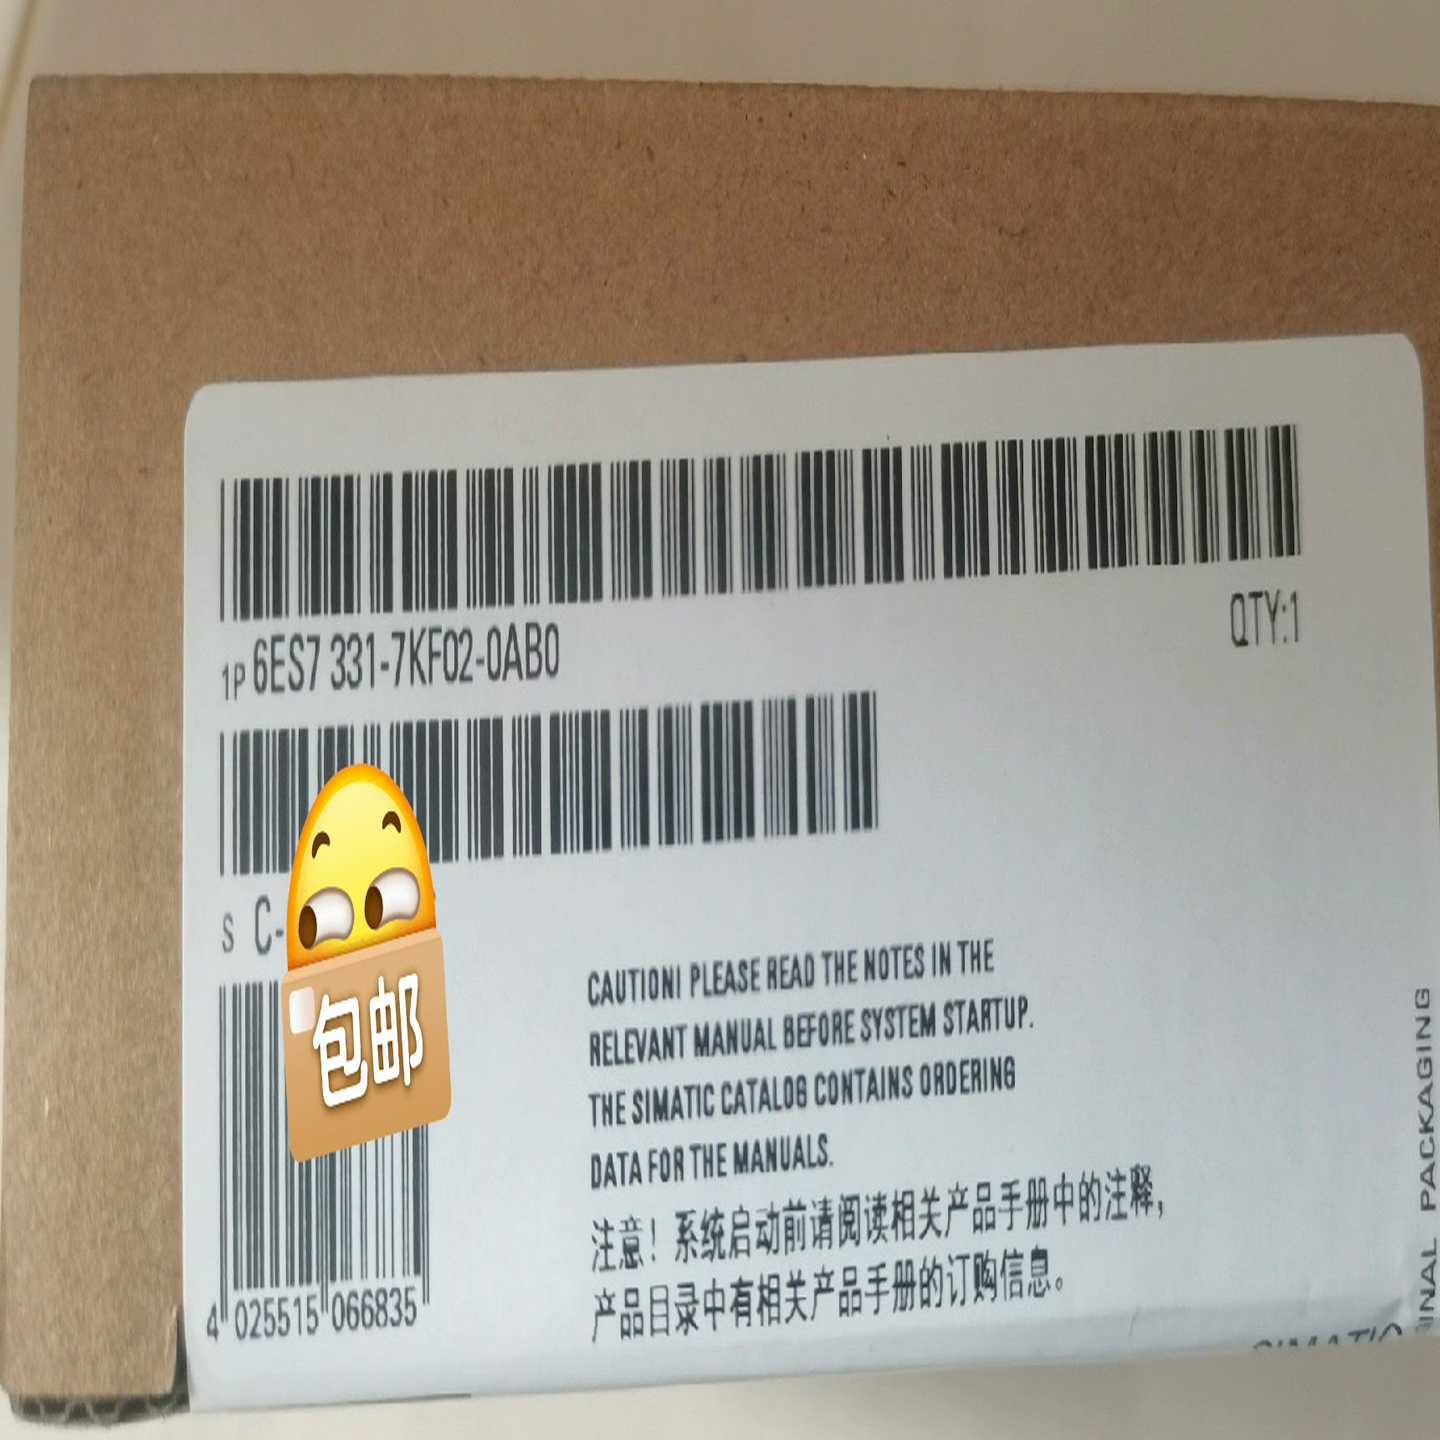 1P 6ES7 331-7KF02-0AB0
QTY:1
S C-
包邮
CAUTION! PLEASE READ THE NOTES IN THE
RELEVANT MANUAL BEFORE SYSTEM STARTUP.
THE SIMATIC CATALOG CONTAINS ORDERING
DATA FOR THE MANUALS.
注意！系统启动前请阅读相关产品手册中的注释，
产品目录中有相关产品手册的订购信息。
4 025515 066835
PACKAGING